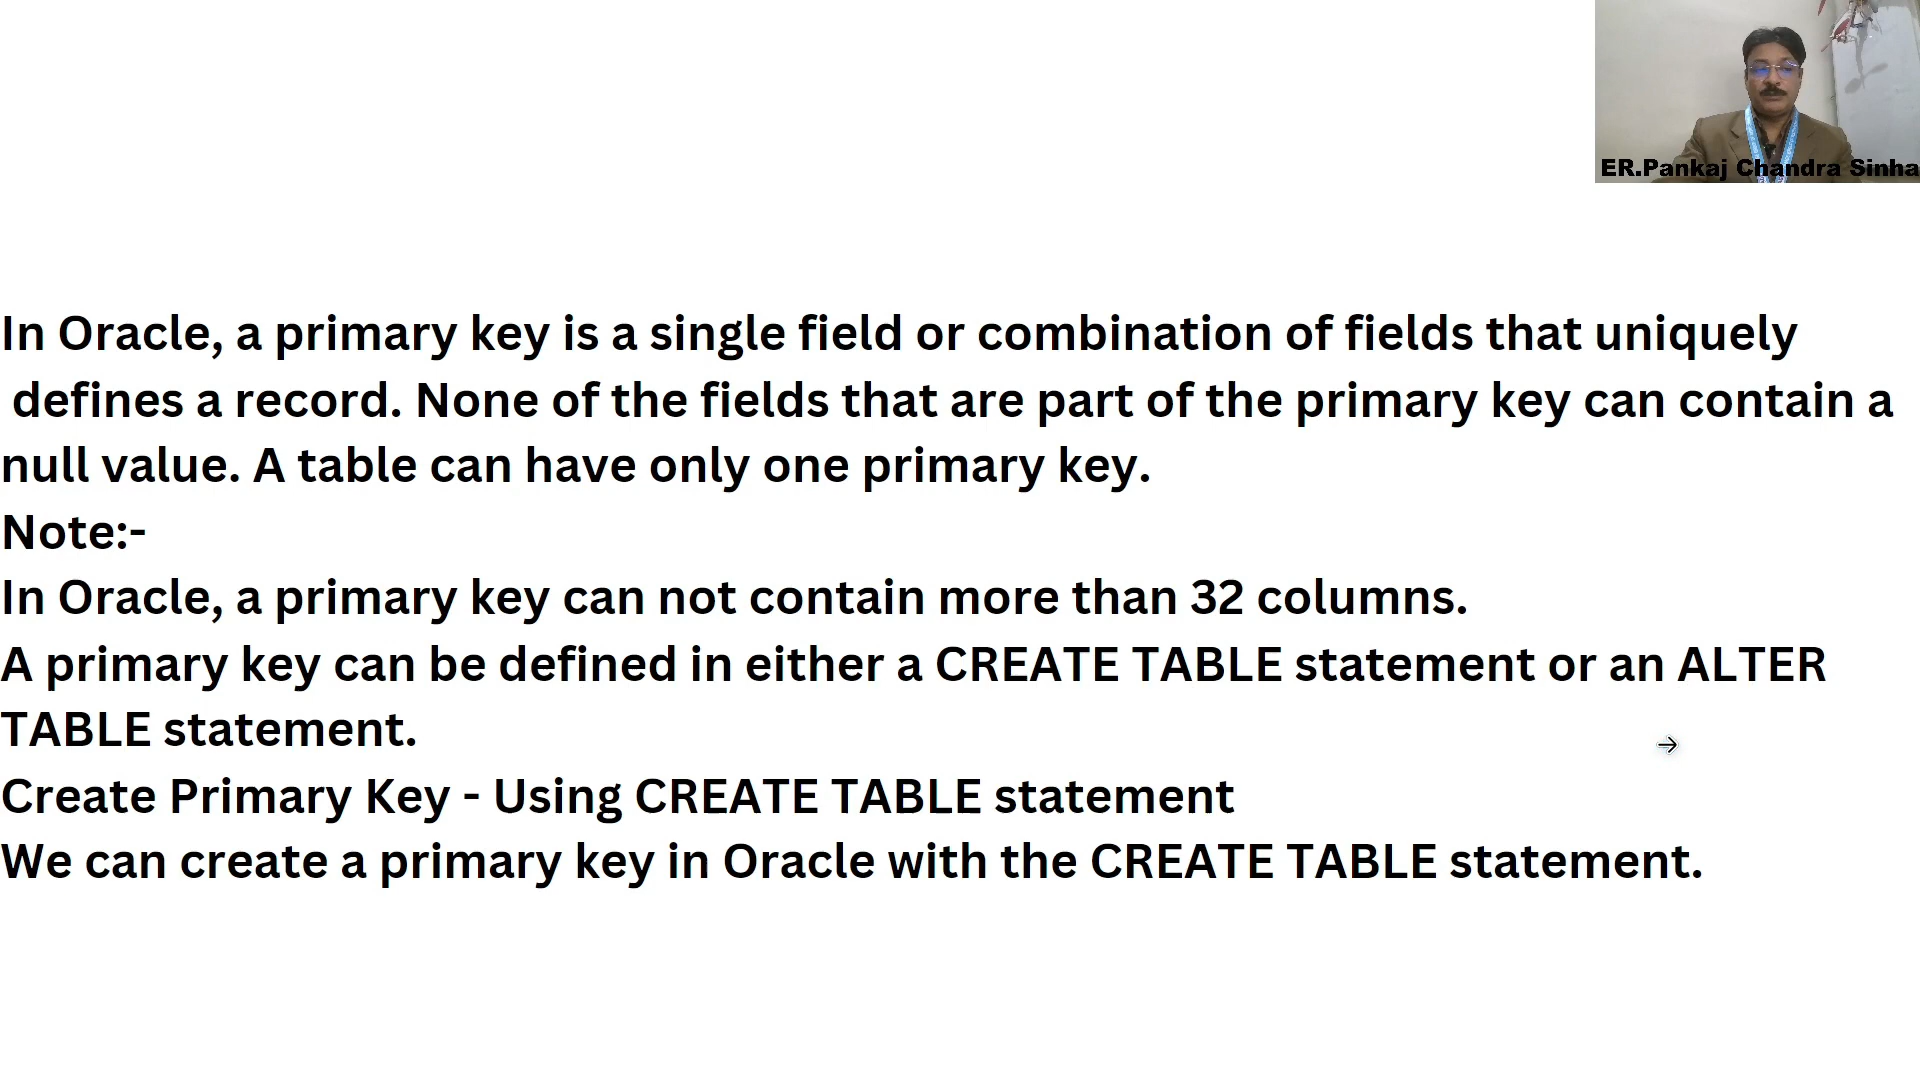 ER.Pankaj Chandra Sinha
In Oracle, a primary key is a single field or combination of fields that uniquely
defines a record. None of the fields that are part of the primary key can contain a
null value. A table can have only one primary key.
Note:-
In Oracle, a primary key can not contain more than 32 columns.
A primary key can be defined in either a CREATE TABLE statement or an ALTER
TABLE statement.
Create Primary Key - Using CREATE TABLE statement
We can create a primary key in Oracle with the CREATE TABLE statement.